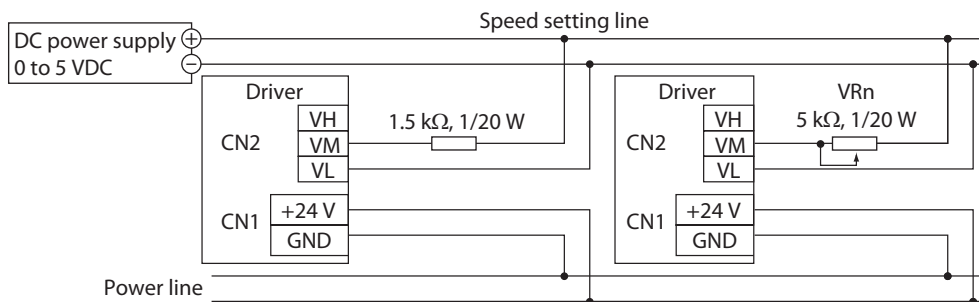 Speed setting line
DC power supply
0 to 5 VDC
+
−
Driver
CN2
VH
VM
VL
1.5 kΩ, 1/20 W
CN1
+24 V
GND
Driver
CN2
VH
VM
VL
VRn
5 kΩ, 1/20 W
CN1
+24 V
GND
Power line